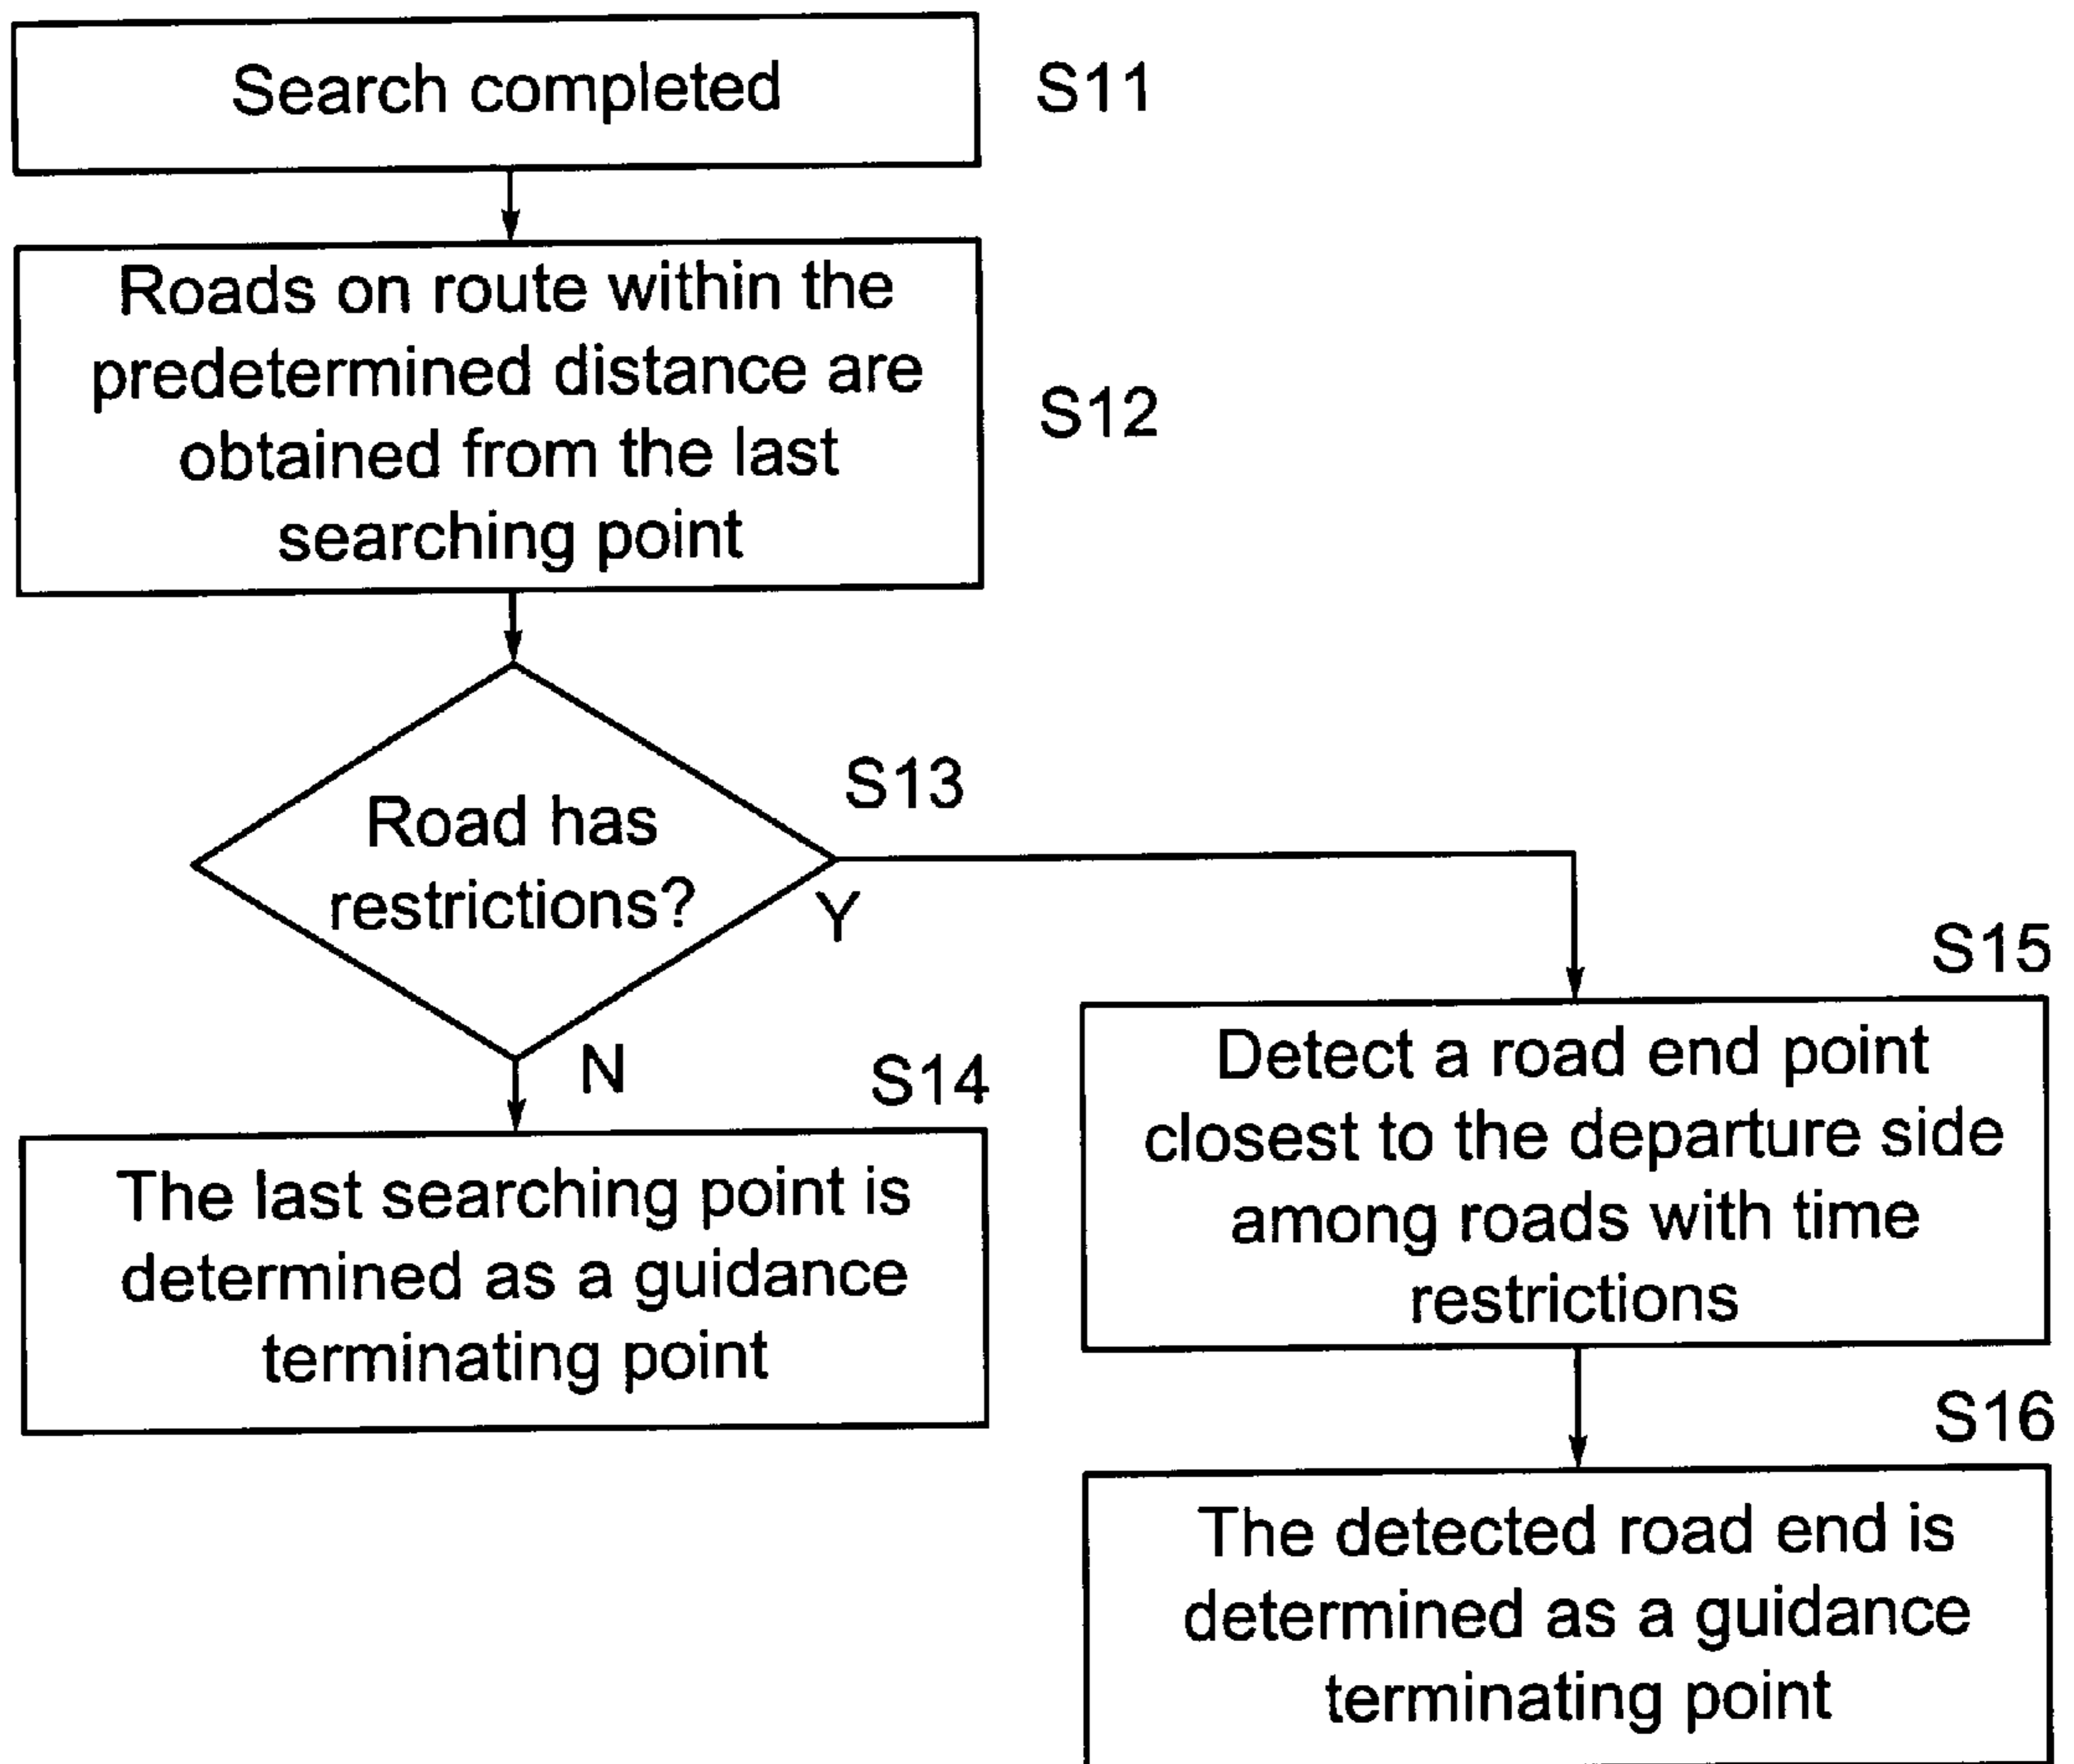 Search completed
S11
Roads on route within the
predetermined distance are
obtained from the last
searching point
S12
S13
Road has
restrictions?
Y
N
S14
The last searching point is
determined as a guidance
terminating point
S15
Detect a road end point
closest to the departure side
among roads with time
restrictions
S16
The detected road end is
determined as a guidance
terminating point